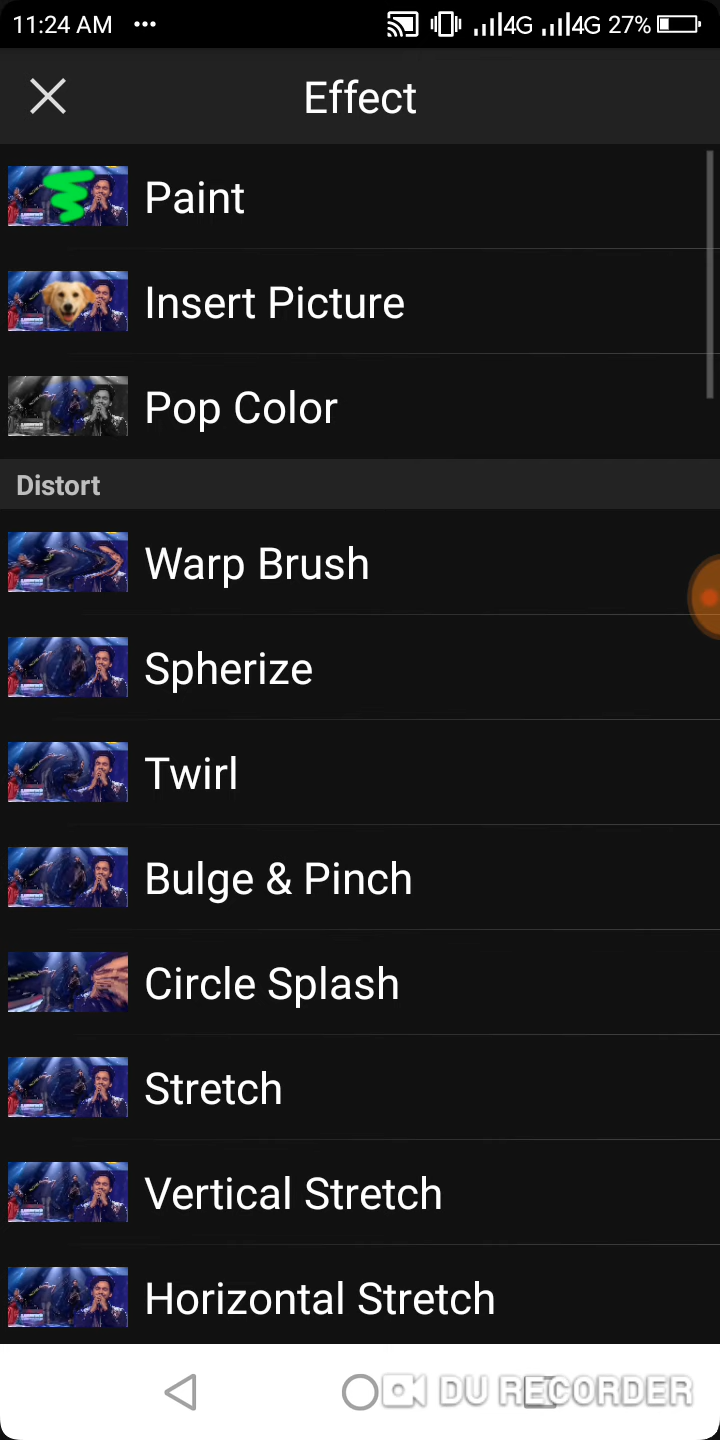 11:24 AM ... 4G 4G 27%
Effect
Paint
Insert Picture
Pop Color
Distort
Warp Brush
Spherize
Twirl
Bulge & Pinch
Circle Splash
Stretch
Vertical Stretch
Horizontal Stretch
DU RECORDER